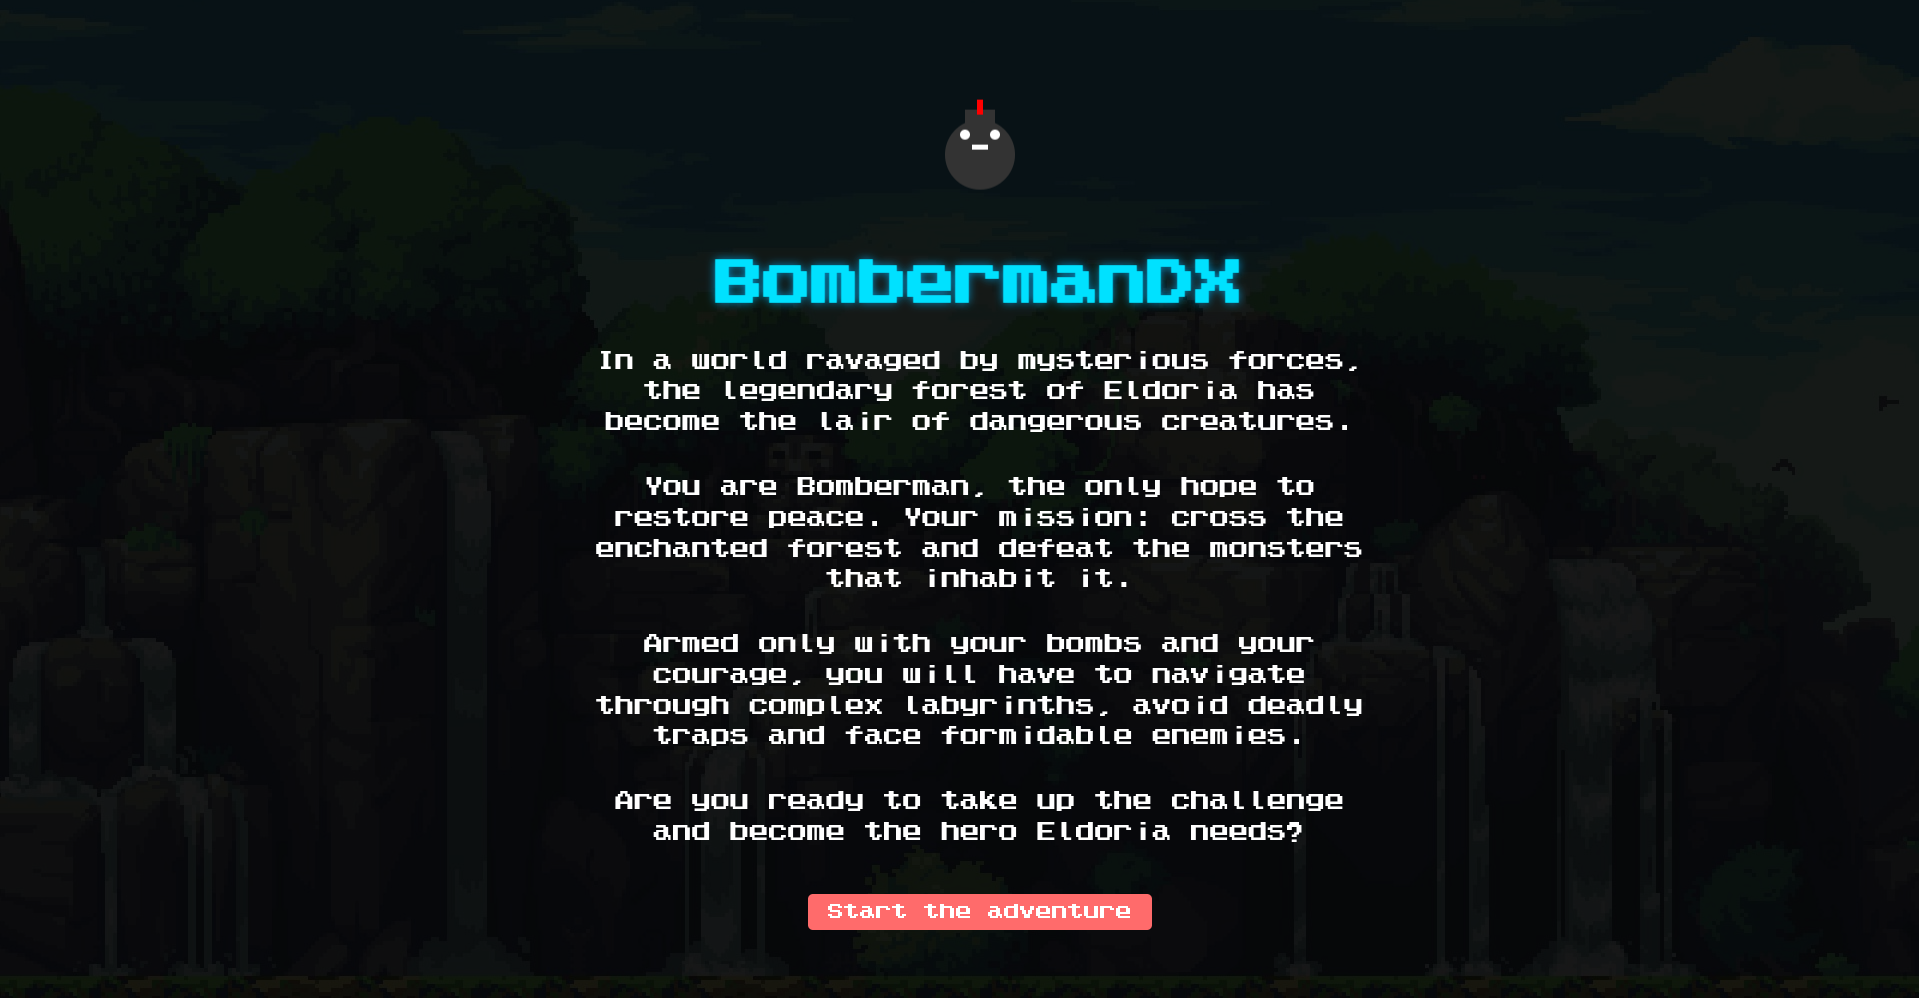 BombermanDX
In a world ravaged by mysterious forces,
the legendary forest of Eldoria has
become the lair of dangerous creatures.
You are Bomberman, the only hope to
restore peace. Your mission: cross the
enchanted forest and defeat the monsters
that inhabit it.
Armed only with your bombs and your
courage, you will have to navigate
through complex labyrinths, avoid deadly
traps and face formidable enemies.
Are you ready to take up the challenge
and become the hero Eldoria needs?
Start the adventure